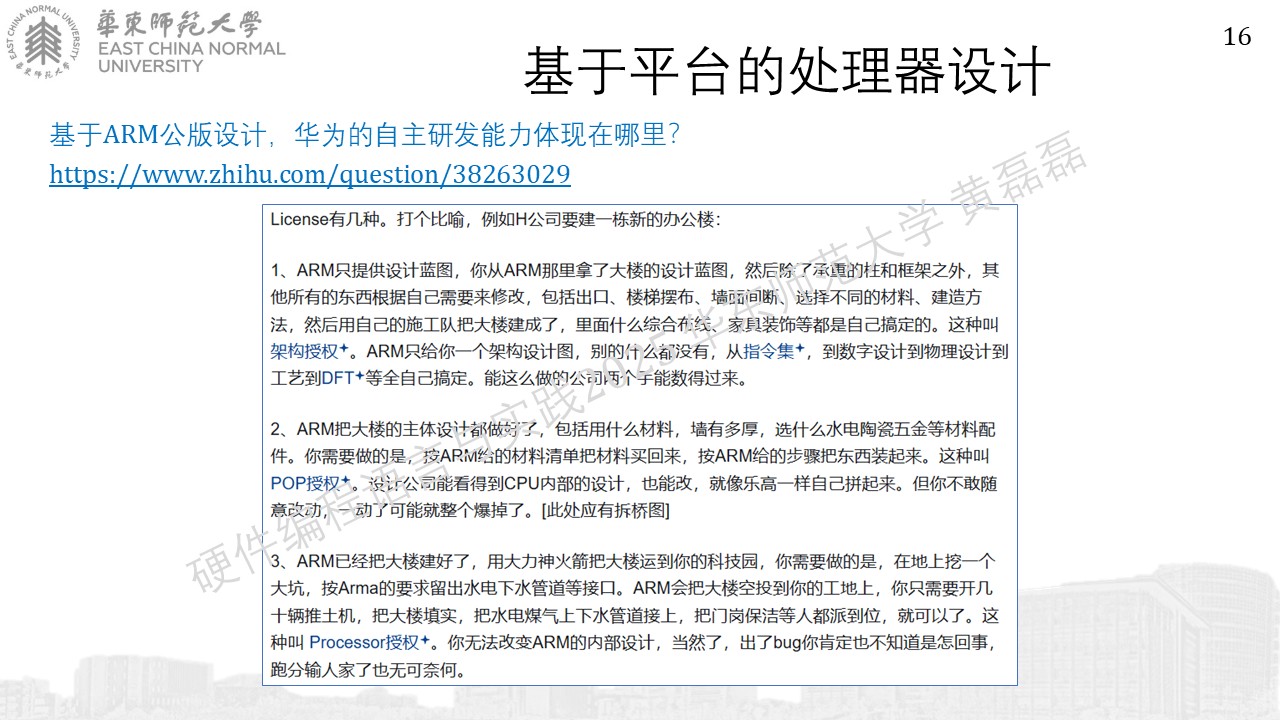 華東師範大學
EAST CHINA NORMAL
UNIVERSITY
EAST CHINA NORMAL UNIVERSITY
華東师范大学
16
基于平台的处理器设计
基于ARM公版设计，华为的自主研发能力体现在哪里？
https://www.zhihu.com/question/38263029
License有几种。打个比喻，例如H公司要建一栋新的办公楼：
1、ARM只提供设计蓝图，你从ARM那里拿了大楼的设计蓝图，然后除了承重的柱和框架之外，其
他所有的东西根据自己需要来修改，包括出口、楼梯摆布、墙面间断、选择不同的材料、建造方
法，然后用自己的施工队把大楼建成了，里面什么综合布线、家具装饰等都是自己搞定的。这种叫
架构授权。ARM只给你一个架构设计图，别的什么都没有，从指令集，到数字设计到物理设计到
工艺到DFT等全自己搞定。能这么做的公司两个手能数得过来。
2、ARM把大楼的主体设计都做好了，包括用什么材料，墙有多厚，选什么水电陶瓷五金等材料配
件。你需要做的是，按ARM给的材料清单把材料买回来，按ARM给的步骤把东西装起来。这种叫
POP授权。设计公司能看得到CPU内部的设计，也能改，就像乐高一样自己拼起来。但你不敢随
意改动，一动了可能就整个爆掉了。[此处应有拆桥图]
3、ARM已经把大楼建好了，用大力神火箭把大楼运到你的科技园，你需要做的是，在地上挖一个
大坑，按Arma的要求留出水电下水管道等接口。ARM会把大楼空投到你的工地上，你只需要开几
十辆推土机，把大楼填实，把水电煤气上下水管道接上，把门岗保洁等人都派到位，就可以了。这
种叫 Processor授权。你无法改变ARM的内部设计，当然了，出了bug你肯定也不知道是怎回事，
跑分输人家了也无可奈何。
硬件编程语言与实践2025 华东师范大学 黄磊磊